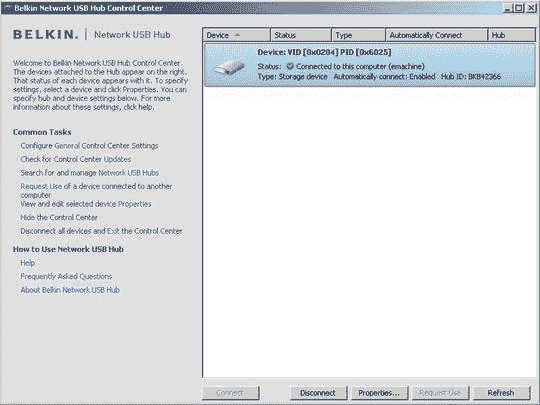 Belkin Network USB Hub Control Center
BELKIN. | Network USB Hub
Welcome to Belkin Network USB Hub Control Center.
The devices attached to the Hub appear on the right.
That status of each device appears with it. To specify
settings, select a device and click Properties. You can
specify hub and device settings below. For more
information about these settings, click help.
Common Tasks
Configure General Control Center Settings
Check for Control Center Updates
Search for and manage Network USB Hubs
Request Use of a device connected to another
computer
View and edit selected device Properties
Hide the Control Center
Disconnect all devices and Exit the Control Center
How to Use Network USB Hub
Help
Frequently Asked Questions
About Belkin Network USB Hub
Device Status Type Automatically Connect Hub
Device: VID [0x0204] PID [0x6025]
Status: Connected to this computer (emachine)
Type: Storage device Automatically connect: Enabled Hub ID: BKB42366
Connect Disconnect Properties... Request Use Refresh